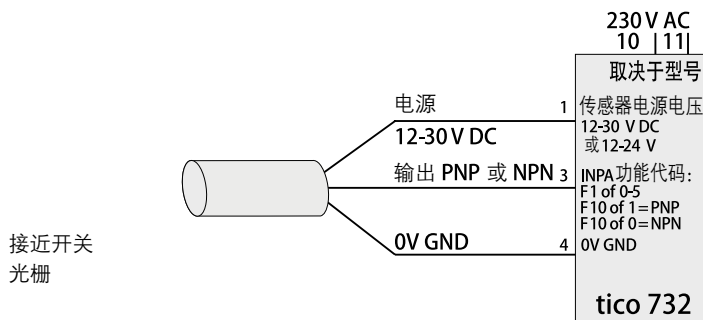 230 V AC
10 11
取决于型号
电源
1
传感器电源电压
12-30 V DC
12-30 V DC
或 12-24 V
输出 PNP 或 NPN 3
INPA功能代码：
F1 of 0-5
F10 of 1=PNP
F10 of 0=NPN
0V GND
4 0V GND
接近开关
光栅
tico 732